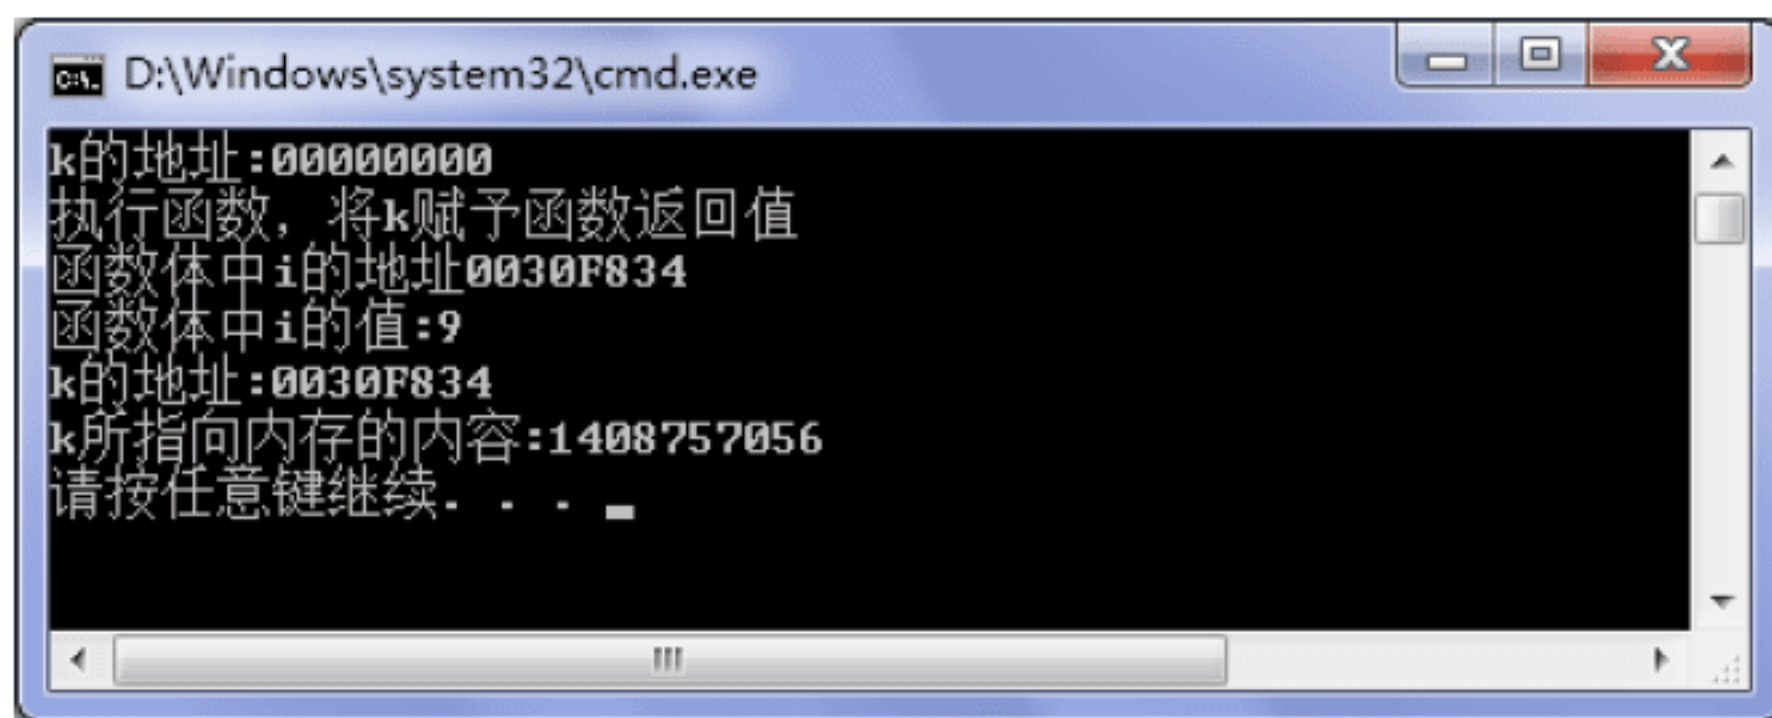 D:\Windows\system32\cmd.exe
k的地址:00000000
执行函数，将k赋予函数返回值
函数体中i的地址0030F834
函数体中i的值:9
k的地址:0030F834
k所指向内存的内容:1408757056
请按任意键继续. . .